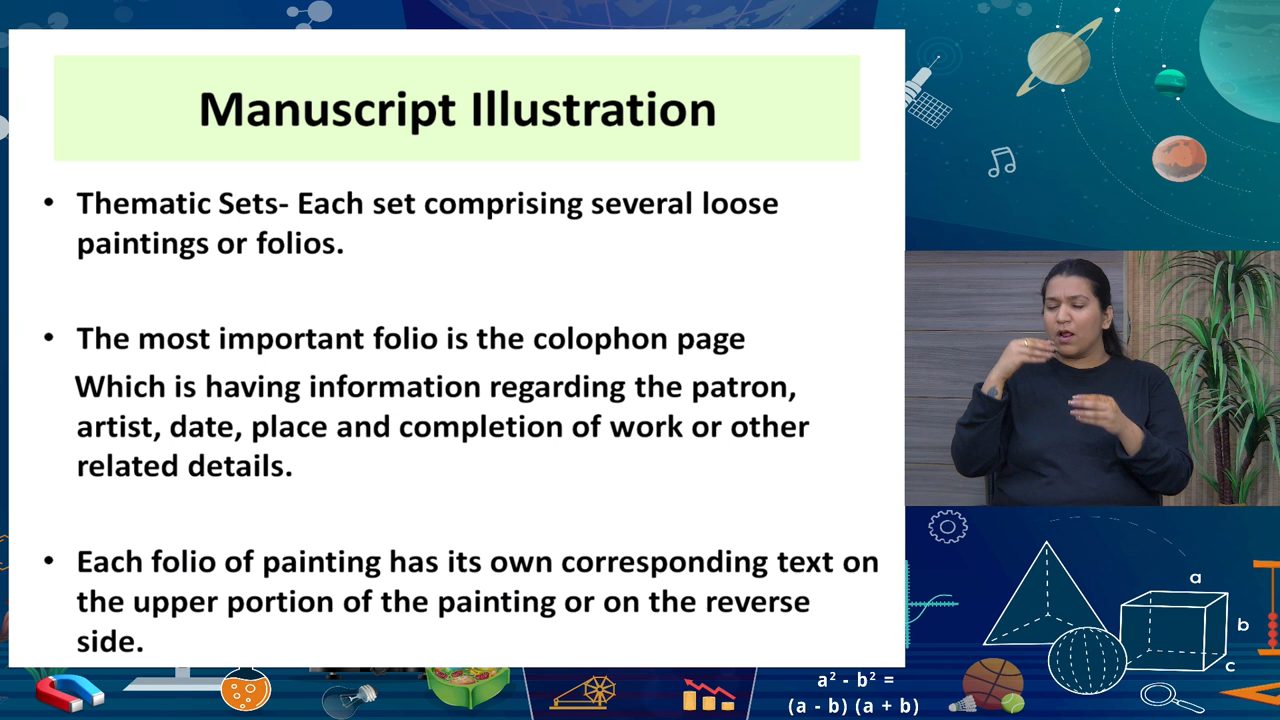 Manuscript Illustration
• Thematic Sets- Each set comprising several loose
paintings or folios.
• The most important folio is the colophon page
Which is having information regarding the patron,
artist, date, place and completion of work or other
related details.
• Each folio of painting has its own corresponding text on
the upper portion of the painting or on the reverse
side.
a
b
c
a² - b² =
(a - b) (a + b)